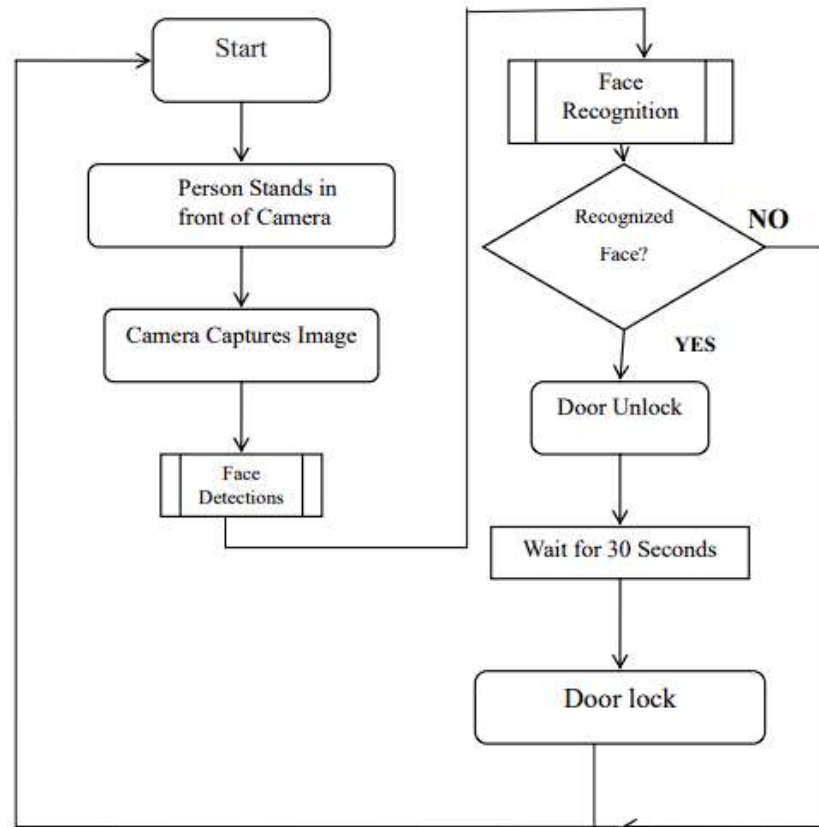 Start
Person Stands in
front of Camera
Camera Captures Image
Face
Detections
Face
Recognition
Recognized
Face?
NO
YES
Door Unlock
Wait for 30 Seconds
Door lock